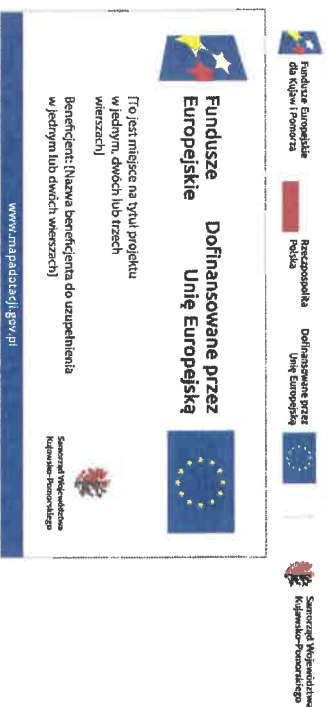 Fundusze Europejskie
dla Kujaw i Pomorza
Rzeczpospolita
Polska
Dofinansowane przez
Unię Europejską
Samorząd Województwa
Kujawsko-Pomorskiego
Fundusze
Europejskie
Dofinansowane przez
Unię Europejską
[To jest miejsce na tytuł projektu
w jednym, dwóch lub trzech
wierszach]
Beneficjent: [Nazwa beneficjenta do uzupełnienia
w jednym lub dwóch wierszach]
Samorząd Województwa
Kujawsko-Pomorskiego
www.mapadotacji.gov.pl